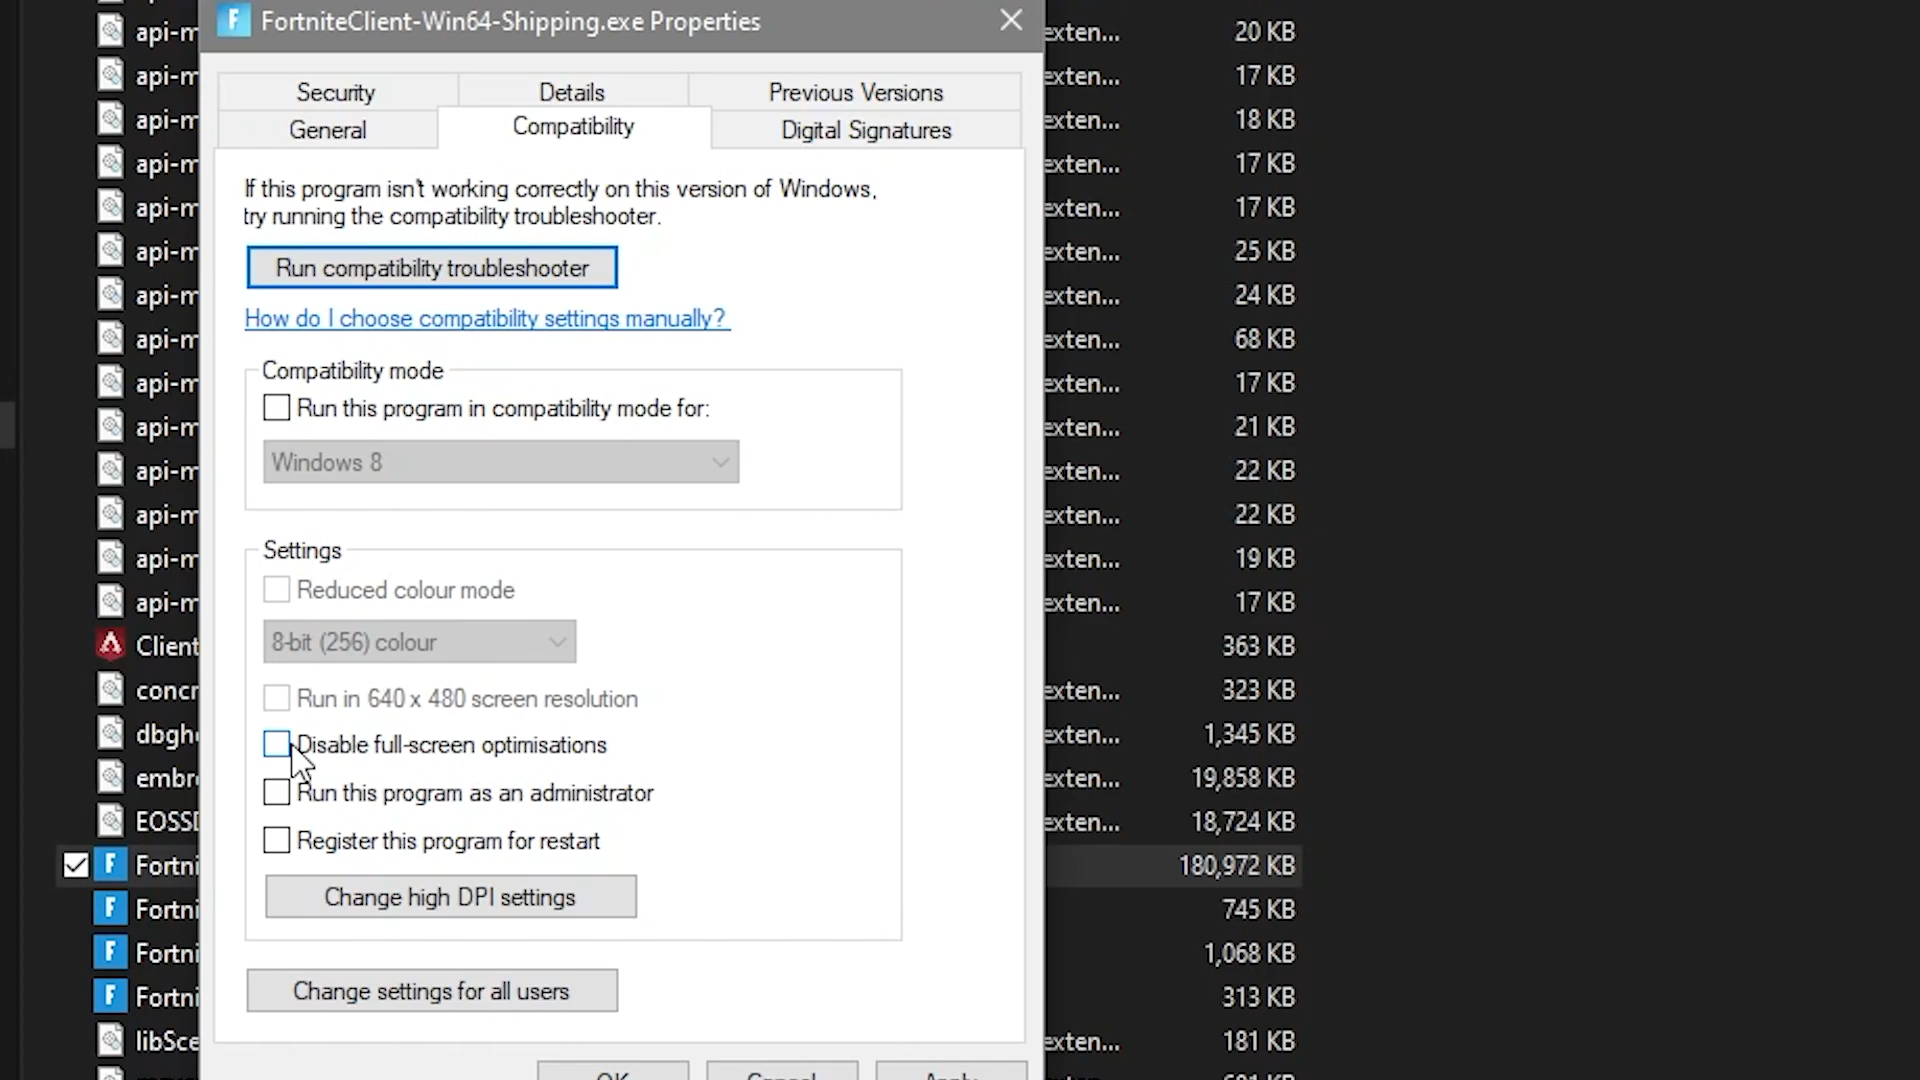 FortniteClient-Win64-Shipping.exe Properties
Security
Details
Previous Versions
General
Compatibility
Digital Signatures
If this program isn't working correctly on this version of Windows,
try running the compatibility troubleshooter.
Run compatibility troubleshooter
How do I choose compatibility settings manually?
Compatibility mode
Run this program in compatibility mode for:
Windows 8
Settings
Reduced colour mode
8-bit (256) colour
Run in 640 x 480 screen resolution
Disable full-screen optimisations
Run this program as an administrator
Register this program for restart
Change high DPI settings
Change settings for all users
OK
Cancel
Apply
api-m exten... 20 KB
api-m exten... 17 KB
api-m exten... 18 KB
api-m exten... 17 KB
api-m exten... 17 KB
api-m exten... 25 KB
api-m exten... 24 KB
api-m exten... 68 KB
api-m exten... 17 KB
api-m exten... 21 KB
api-m exten... 22 KB
api-m exten... 22 KB
api-m exten... 19 KB
api-m exten... 17 KB
Client 363 KB
concr exten... 323 KB
dbghe exten... 1,345 KB
embre exten... 19,858 KB
EOSSD exten... 18,724 KB
Fortni 180,972 KB
Fortni 745 KB
Fortni 1,068 KB
Fortni 313 KB
libSce exten... 181 KB